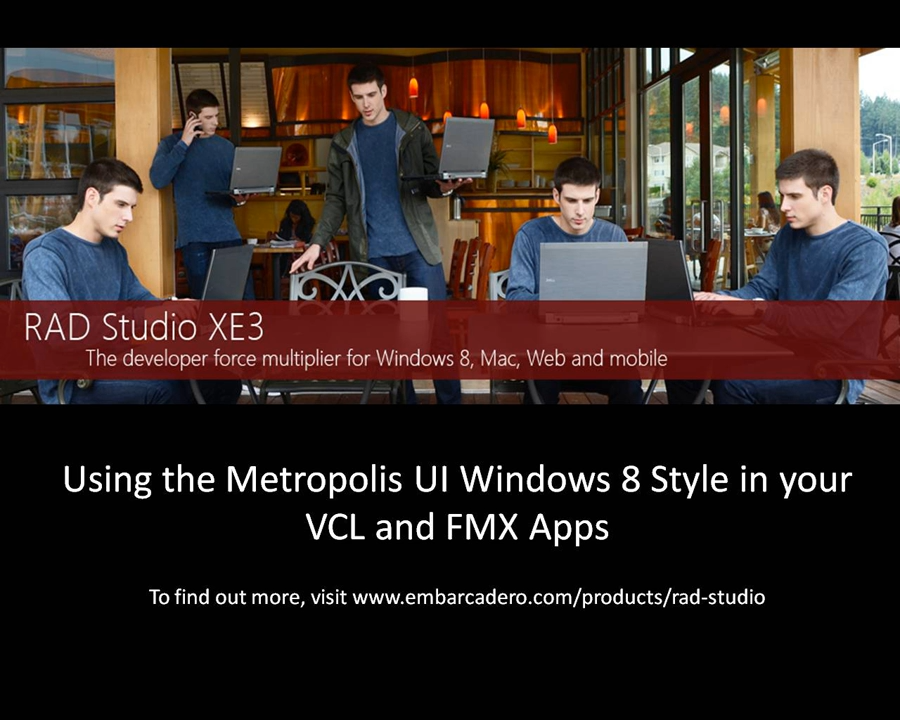 RAD Studio XE3
The developer force multiplier for Windows 8, Mac, Web and mobile
Using the Metropolis UI Windows 8 Style in your
VCL and FMX Apps
To find out more, visit www.embarcadero.com/products/rad-studio